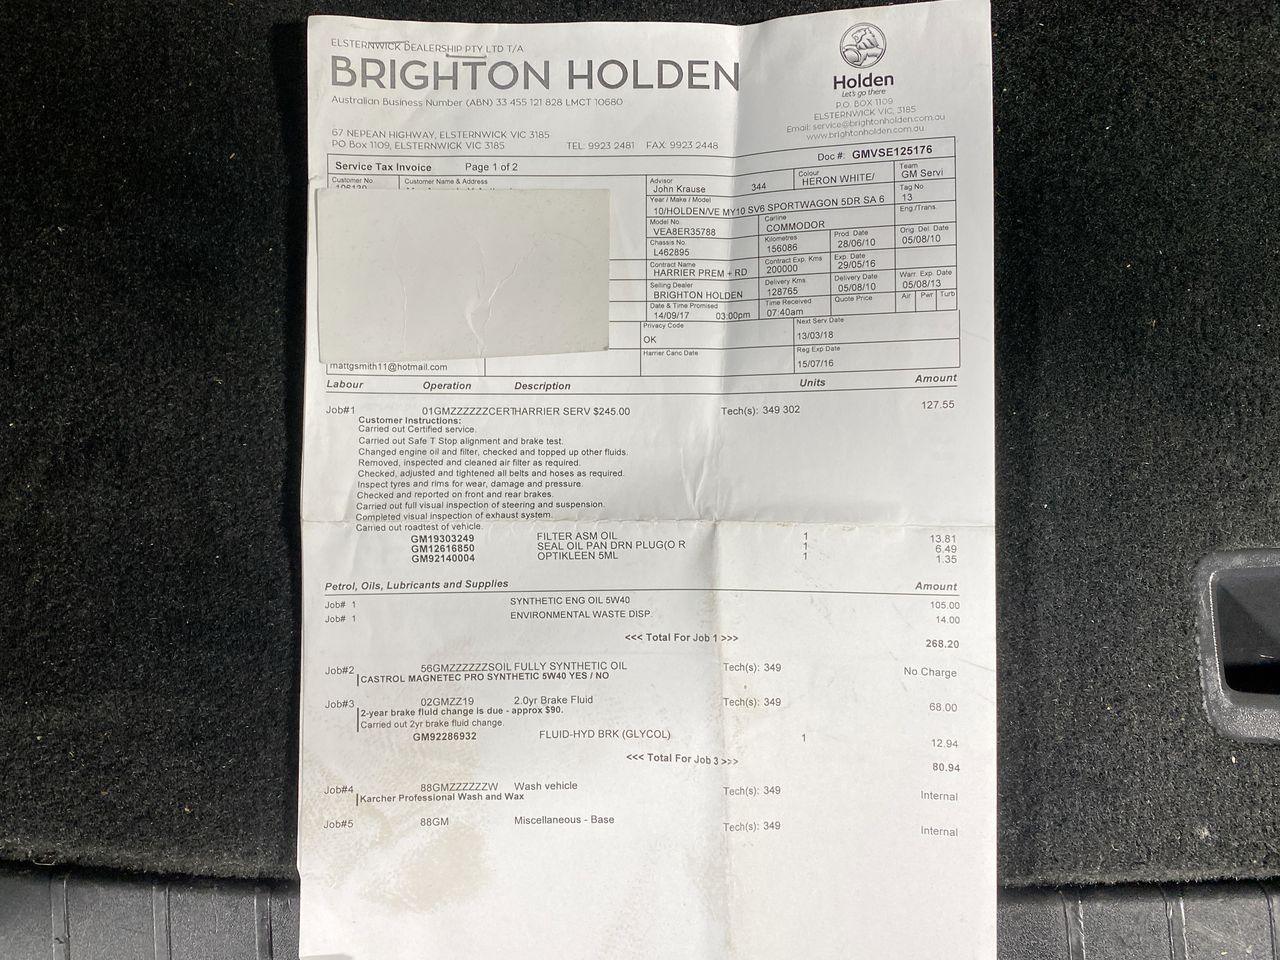 ELSTERNWICK DEALERSHIP PTY LTD T/A
BRIGHTON HOLDEN
Australian Business Number (ABN) 33 455 121 828 LMCT 10680
67 NEPEAN HIGHWAY, ELSTERNWICK VIC 3185
PO Box 1109, ELSTERNWICK VIC 3185 TEL: 9923 2481 FAX: 9923 2448
Holden
Let's go there
P.O. BOX 1109
ELSTERNWICK VIC, 3185
Email: service@brightonholden.com.au
www.brightonholden.com.au
Service Tax Invoice Page 1 of 2 Doc #: GMVSE125176
Customer No. Customer Name & Address
Advisor
John Krause 344
Colour
HERON WHITE/
Team
GM Servi
Year / Make / Model
10/HOLDEN/VE MY10 SV6 SPORTWAGON 5DR SA 6
Tag No
13
Model No.
VEA8ER35788
Carline
COMMODOR
Eng./Trans.
Chassis No.
L462895
Kilometres
156086
Prod. Date
28/06/10
Orig. Del. Date
05/08/10
Contract Name
HARRIER PREM + RD
Contract Exp. Kms
200000
Exp. Date
29/05/16
Selling Dealer
BRIGHTON HOLDEN
Delivery Kms.
128765
Delivery Date
05/08/10
Warr. Exp. Date
05/08/13
Date & Time Promised
14/09/17 03:00pm
Time Received
07:40am
Quote Price
Air Pwr Turb
Privacy Code
OK
Next Serv.Date
13/03/18
Harrier Canc Date
Reg Exp Date
15/07/16
mattgsmith11@hotmail.com
Labour Operation Description Units Amount
Job#1 01GMZZZZZZCERTHARRIER SERV $245.00 Tech(s): 349 302 127.55
Customer Instructions:
Carried out Certified service.
Carried out Safe T Stop alignment and brake test.
Changed engine oil and filter, checked and topped up other fluids.
Removed, inspected and cleaned air filter as required.
Checked, adjusted and tightened all belts and hoses as required.
Inspect tyres and rims for wear, damage and pressure.
Checked and reported on front and rear brakes.
Carried out full visual inspection of steering and suspension.
Completed visual inspection of exhaust system.
Carried out roadtest of vehicle.
GM19303249 FILTER ASM OIL 1 13.81
GM12616850 SEAL OIL PAN DRN PLUG(O R 1 6.49
GM92140004 OPTIKLEEN 5ML 1 1.35
Petrol, Oils, Lubricants and Supplies Amount
Job# 1 SYNTHETIC ENG OIL 5W40 105.00
Job# 1 ENVIRONMENTAL WASTE DISP. 14.00
<<< Total For Job 1 >>> 268.20
Job#2 56GMZZZZZZSOIL FULLY SYNTHETIC OIL Tech(s): 349 No Charge
CASTROL MAGNETEC PRO SYNTHETIC 5W40 YES / NO
Job#3 02GMZZ19 2.0yr Brake Fluid Tech(s): 349 68.00
2-year brake fluid change is due - approx $90.
Carried out 2yr brake fluid change.
GM92286932 FLUID-HYD BRK (GLYCOL) 1 12.94
<<< Total For Job 3 >>> 80.94
Job#4 88GMZZZZZZW Wash vehicle Tech(s): 349 Internal
Karcher Professional Wash and Wax
Job#5 88GM Miscellaneous - Base Tech(s): 349 Internal